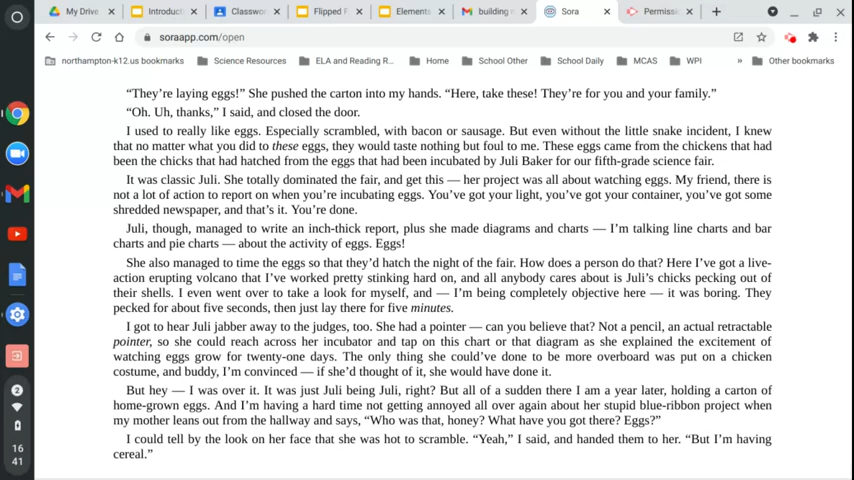 My Drive
Introduct
Classwor
Flipped F
Elements
building n
Sora
Permissi
soraapp.com/open
northampton-k12.us bookmarks
Science Resources
ELA and Reading R...
Home
School Other
School Daily
MCAS
WPI
»
Other bookmarks
“They’re laying eggs!” She pushed the carton into my hands. “Here, take these! They’re for you and your family.”
“Oh. Uh, thanks,” I said, and closed the door.
I used to really like eggs. Especially scrambled, with bacon or sausage. But even without the little snake incident, I knew
that no matter what you did to these eggs, they would taste nothing but foul to me. These eggs came from the chickens that had
been the chicks that had hatched from the eggs that had been incubated by Juli Baker for our fifth-grade science fair.
It was classic Juli. She totally dominated the fair, and get this — her project was all about watching eggs. My friend, there is
not a lot of action to report on when you’re incubating eggs. You’ve got your light, you’ve got your container, you’ve got some
shredded newspaper, and that’s it. You’re done.
Juli, though, managed to write an inch-thick report, plus she made diagrams and charts — I’m talking line charts and bar
charts and pie charts — about the activity of eggs. Eggs!
She also managed to time the eggs so that they’d hatch the night of the fair. How does a person do that? Here I’ve got a live-
action erupting volcano that I’ve worked pretty stinking hard on, and all anybody cares about is Juli’s chicks pecking out of
their shells. I even went over to take a look for myself, and — I’m being completely objective here — it was boring. They
pecked for about five seconds, then just lay there for five minutes.
I got to hear Juli jabber away to the judges, too. She had a pointer — can you believe that? Not a pencil, an actual retractable
pointer, so she could reach across her incubator and tap on this chart or that diagram as she explained the excitement of
watching eggs grow for twenty-one days. The only thing she could’ve done to be more overboard was put on a chicken
costume, and buddy, I’m convinced — if she’d thought of it, she would have done it.
But hey — I was over it. It was just Juli being Juli, right? But all of a sudden there I am a year later, holding a carton of
home-grown eggs. And I’m having a hard time not getting annoyed all over again about her stupid blue-ribbon project when
my mother leans out from the hallway and says, “Who was that, honey? What have you got there? Eggs?”
I could tell by the look on her face that she was hot to scramble. “Yeah,” I said, and handed them to her. “But I’m having
cereal.”
2
16
41